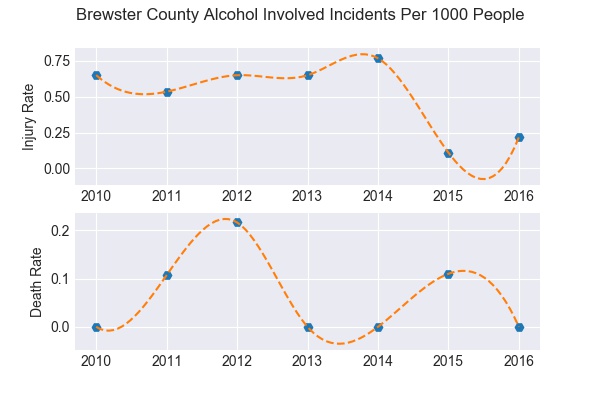 Brewster County Alcohol Involved Incidents Per 1000 People
Injury Rate
0.75
0.50
0.25
0.00
2010 2011 2012 2013 2014 2015 2016
Death Rate
0.2
0.1
0.0
2010 2011 2012 2013 2014 2015 2016